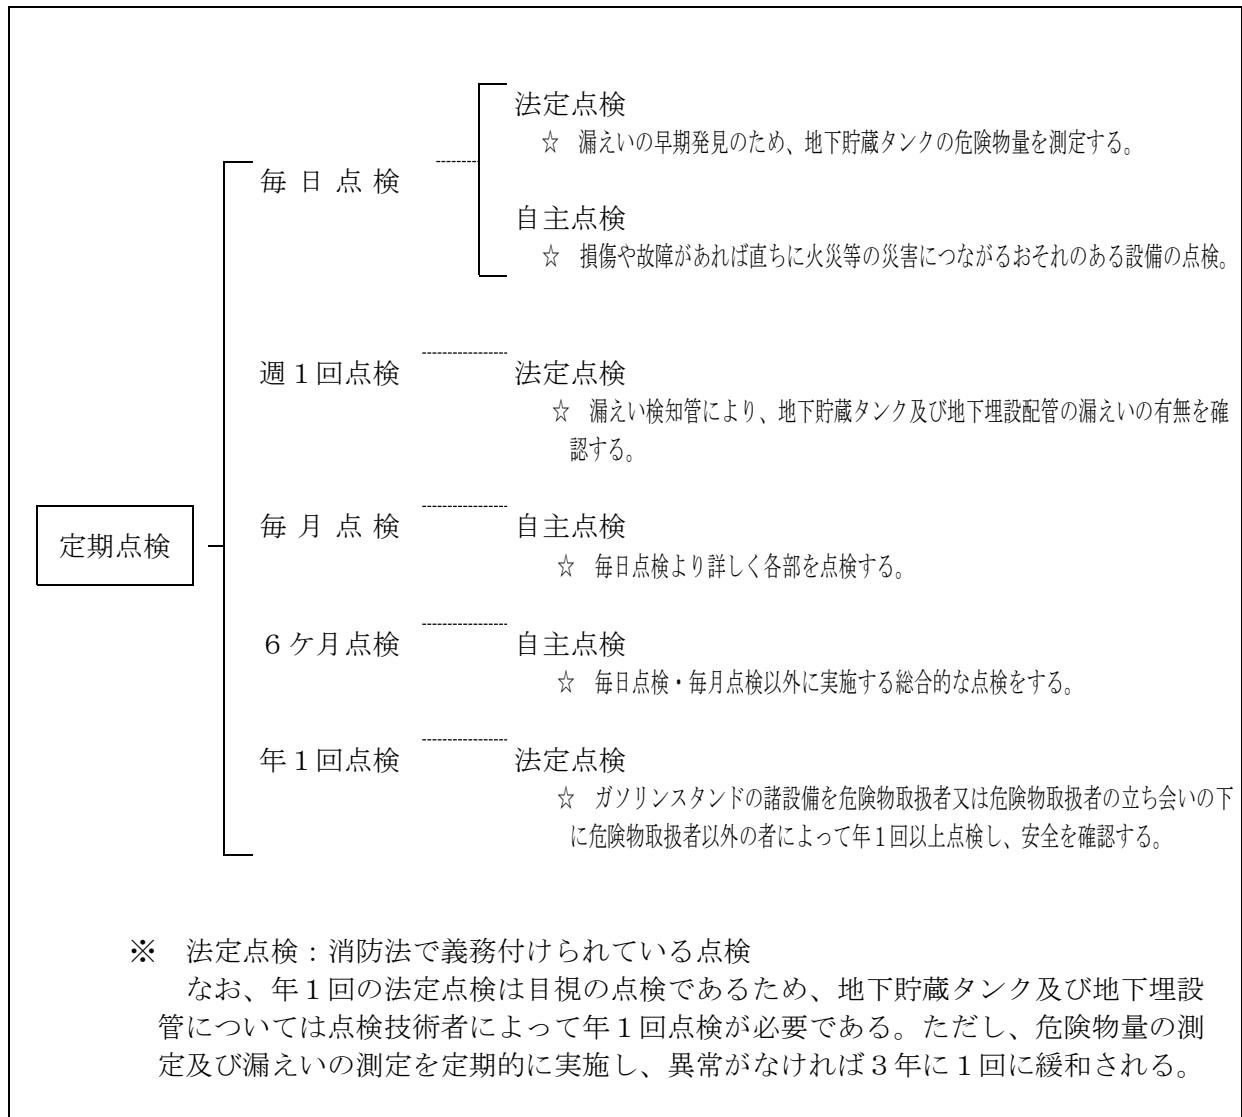 法定点検
☆　漏えいの早期発見のため、地下貯蔵タンクの危険物量を測定する。
毎 日 点 検
自主点検
☆　損傷や故障があれば直ちに火災等の災害につながるおそれのある設備の点検。
週１回点検
法定点検
☆　漏えい検知管により、地下貯蔵タンク及び地下埋設配管の漏えいの有無を確
認する。
毎 月 点 検
自主点検
☆　毎日点検より詳しく各部を点検する。
定期点検
６ケ月点検
自主点検
☆　毎日点検・毎月点検以外に実施する総合的な点検をする。
年１回点検
法定点検
☆　ガソリンスタンドの諸設備を危険物取扱者又は危険物取扱者の立ち会いの下
に危険物取扱者以外の者によって年１回以上点検し、安全を確認する。
※　法定点検：消防法で義務付けられている点検
なお、年１回の法定点検は目視の点検であるため、地下貯蔵タンク及び地下埋設
管については点検技術者によって年１回点検が必要である。ただし、危険物量の測
定及び漏えいの測定を定期的に実施し、異常がなければ３年に１回に緩和される。